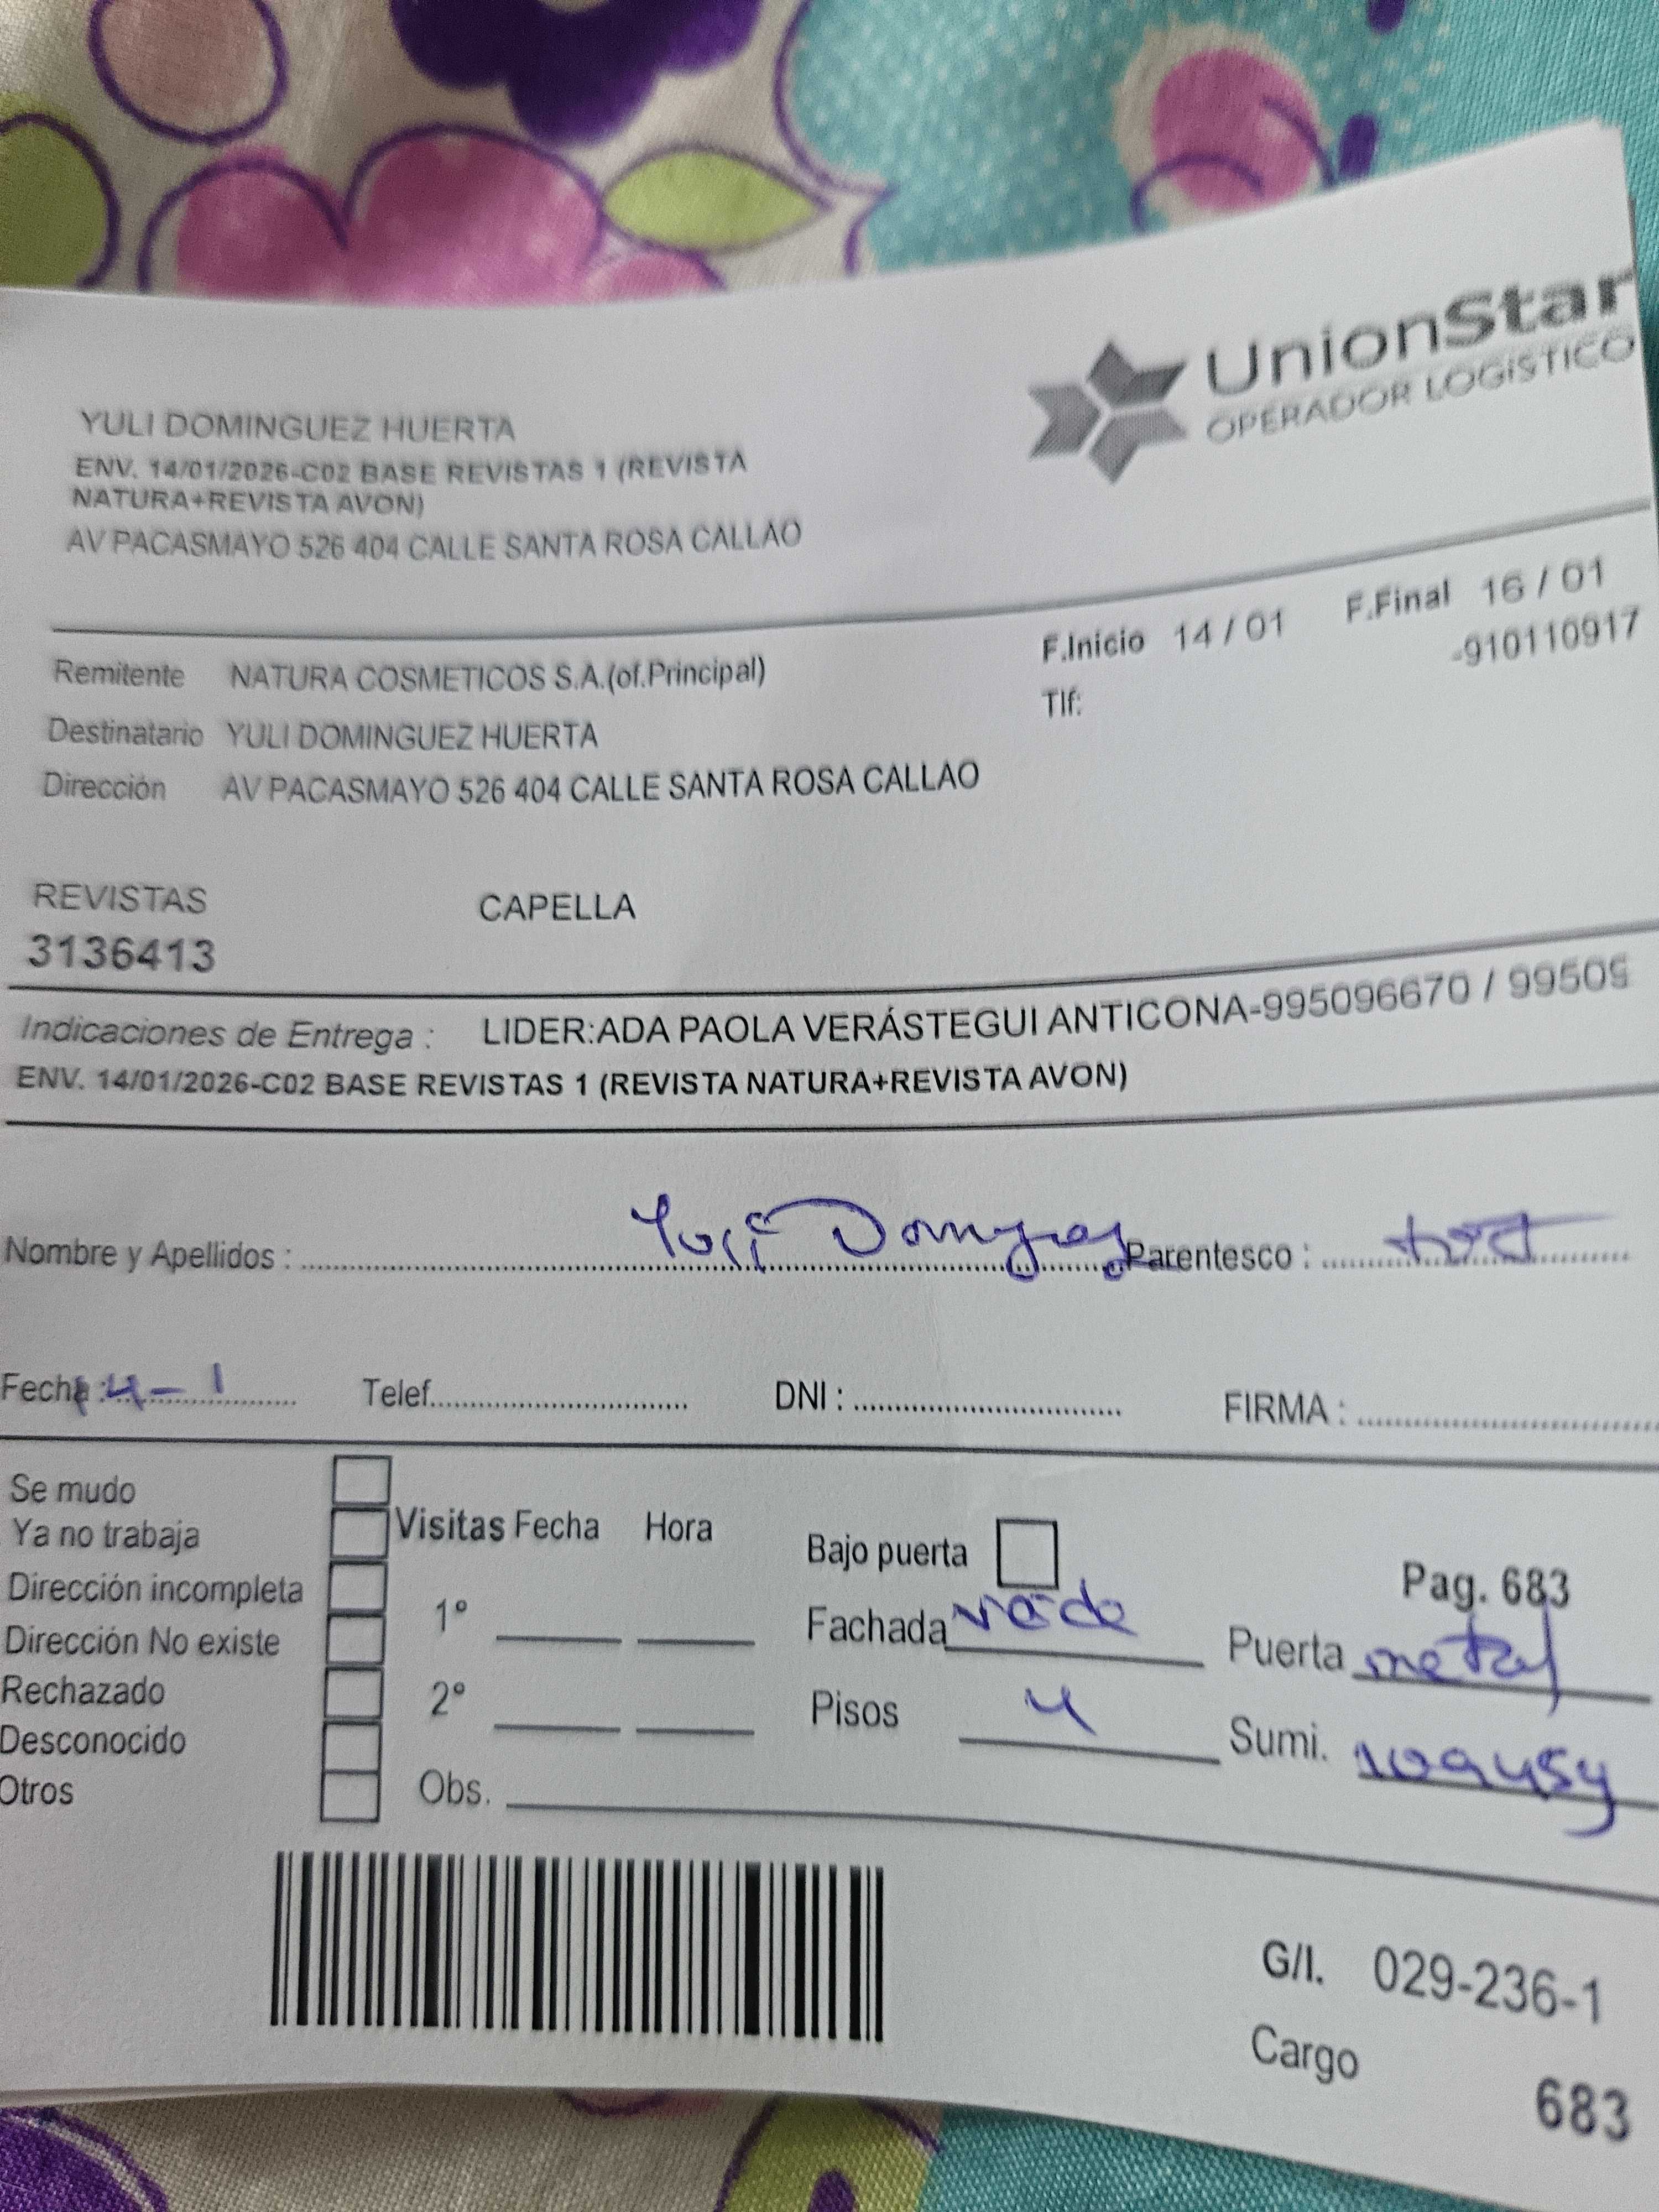 UnionStar
OPERADOR LOGÍSTICO
YULI DOMINGUEZ HUERTA
ENV. 14/01/2026-C02 BASE REVISTAS 1 (REVISTA
NATURA+REVISTA AVON)
AV PACASMAYO 526 404 CALLE SANTA ROSA CALLAO
F.Inicio 14 / 01 F.Final 16 / 01
Remitente NATURA COSMETICOS S.A.(of.Principal)
Tlf: -910110917
Destinatario YULI DOMINGUEZ HUERTA
Dirección AV PACASMAYO 526 404 CALLE SANTA ROSA CALLAO
REVISTAS CAPELLA
3136413
Indicaciones de Entrega : LIDER:ADA PAOLA VERÁSTEGUI ANTICONA-995096670 / 99509
ENV. 14/01/2026-C02 BASE REVISTAS 1 (REVISTA NATURA+REVISTA AVON)
Nombre y Apellidos : Parentesco :
Fecha : 14-1 Telef. DNI : FIRMA :
Se mudo
Ya no trabaja
Dirección incompleta
Dirección No existe
Rechazado
Desconocido
Otros
Visitas Fecha Hora
1°
2°
Obs.
Bajo puerta
Pag. 683
Fachada Puerta metal
Pisos 4 Sumi.
G/I. 029-236-1
Cargo
683